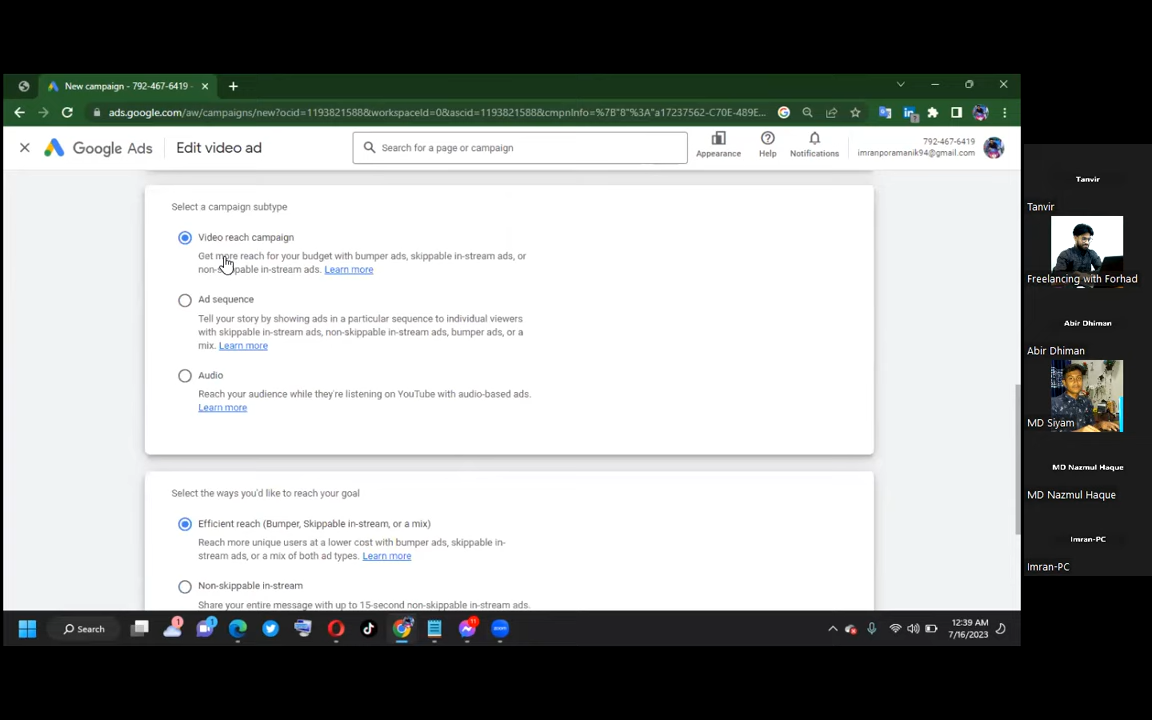 New campaign - 792-467-6419 -
ads.google.com/aw/campaigns/new?ocid=1193821588&workspaceId=0&ascid=1193821588&cmpnInfo=%7B"8"%3A"a17237562-C70E-489E...
Google Ads
Edit video ad
Search for a page or campaign
Appearance
Help
Notifications
792-467-6419
imranporamanik94@gmail.com
Select a campaign subtype
Video reach campaign
Get more reach for your budget with bumper ads, skippable in-stream ads, or
non-skippable in-stream ads. Learn more
Ad sequence
Tell your story by showing ads in a particular sequence to individual viewers
with skippable in-stream ads, non-skippable in-stream ads, bumper ads, or a
mix. Learn more
Audio
Reach your audience while they're listening on YouTube with audio-based ads.
Learn more
Select the ways you'd like to reach your goal
Efficient reach (Bumper, Skippable in-stream, or a mix)
Reach more unique users at a lower cost with bumper ads, skippable in-
stream ads, or a mix of both ad types. Learn more
Non-skippable in-stream
Share your entire message with up to 15-second non-skippable in-stream ads.
Search
1
1
11
zoom
12:39 AM
7/16/2023
Tanvir
Tanvir
Freelancing with Forhad
Abir Dhiman
Abir Dhiman
MD Siyam
MD Nazmul Haque
MD Nazmul Haque
Imran-PC
Imran-PC